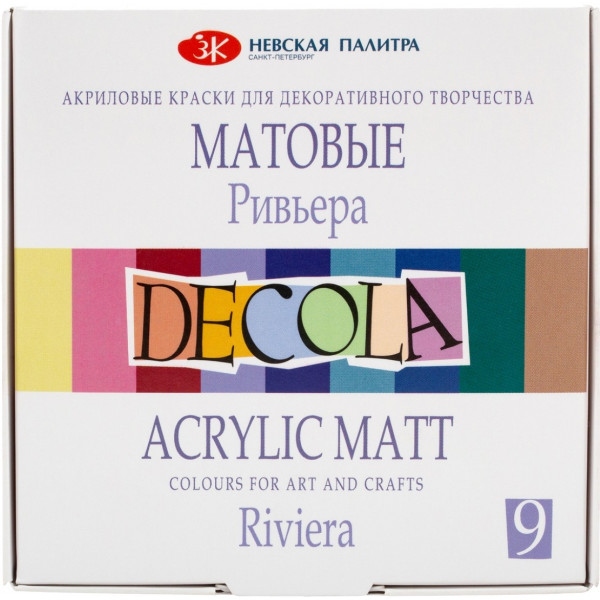 ЗК НЕВСКАЯ ПАЛИТРА
САНКТ-ПЕТЕРБУРГ
АКРИЛОВЫЕ КРАСКИ ДЛЯ ДЕКОРАТИВНОГО ТВОРЧЕСТВА
МАТОВЫЕ
Ривьера
DECOLA
ACRYLIC MATT
COLOURS FOR ART AND CRAFTS
Riviera
9